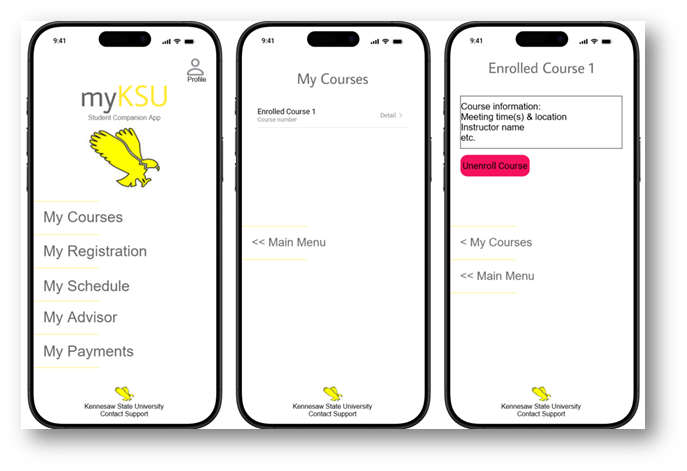 9:41
Profile
myKSU
Student Companion App
My Courses
My Registration
My Schedule
My Advisor
My Payments
Kennesaw State University
Contact Support
9:41
My Courses
Enrolled Course 1
Course number
Detail >
<< Main Menu
Kennesaw State University
Contact Support
9:41
Enrolled Course 1
Course information:
Meeting time(s) & location
Instructor name
etc.
Unenroll Course
< My Courses
<< Main Menu
Kennesaw State University
Contact Support